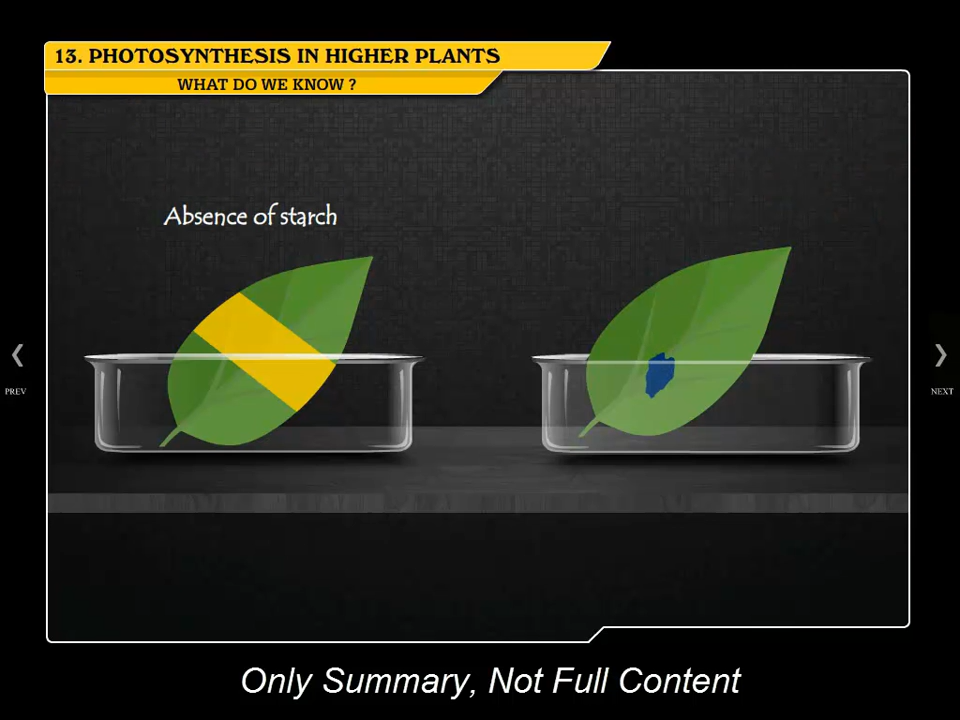 13. PHOTOSYNTHESIS IN HIGHER PLANTS
WHAT DO WE KNOW ?
Absence of starch
PREV
NEXT
Only Summary, Not Full Content